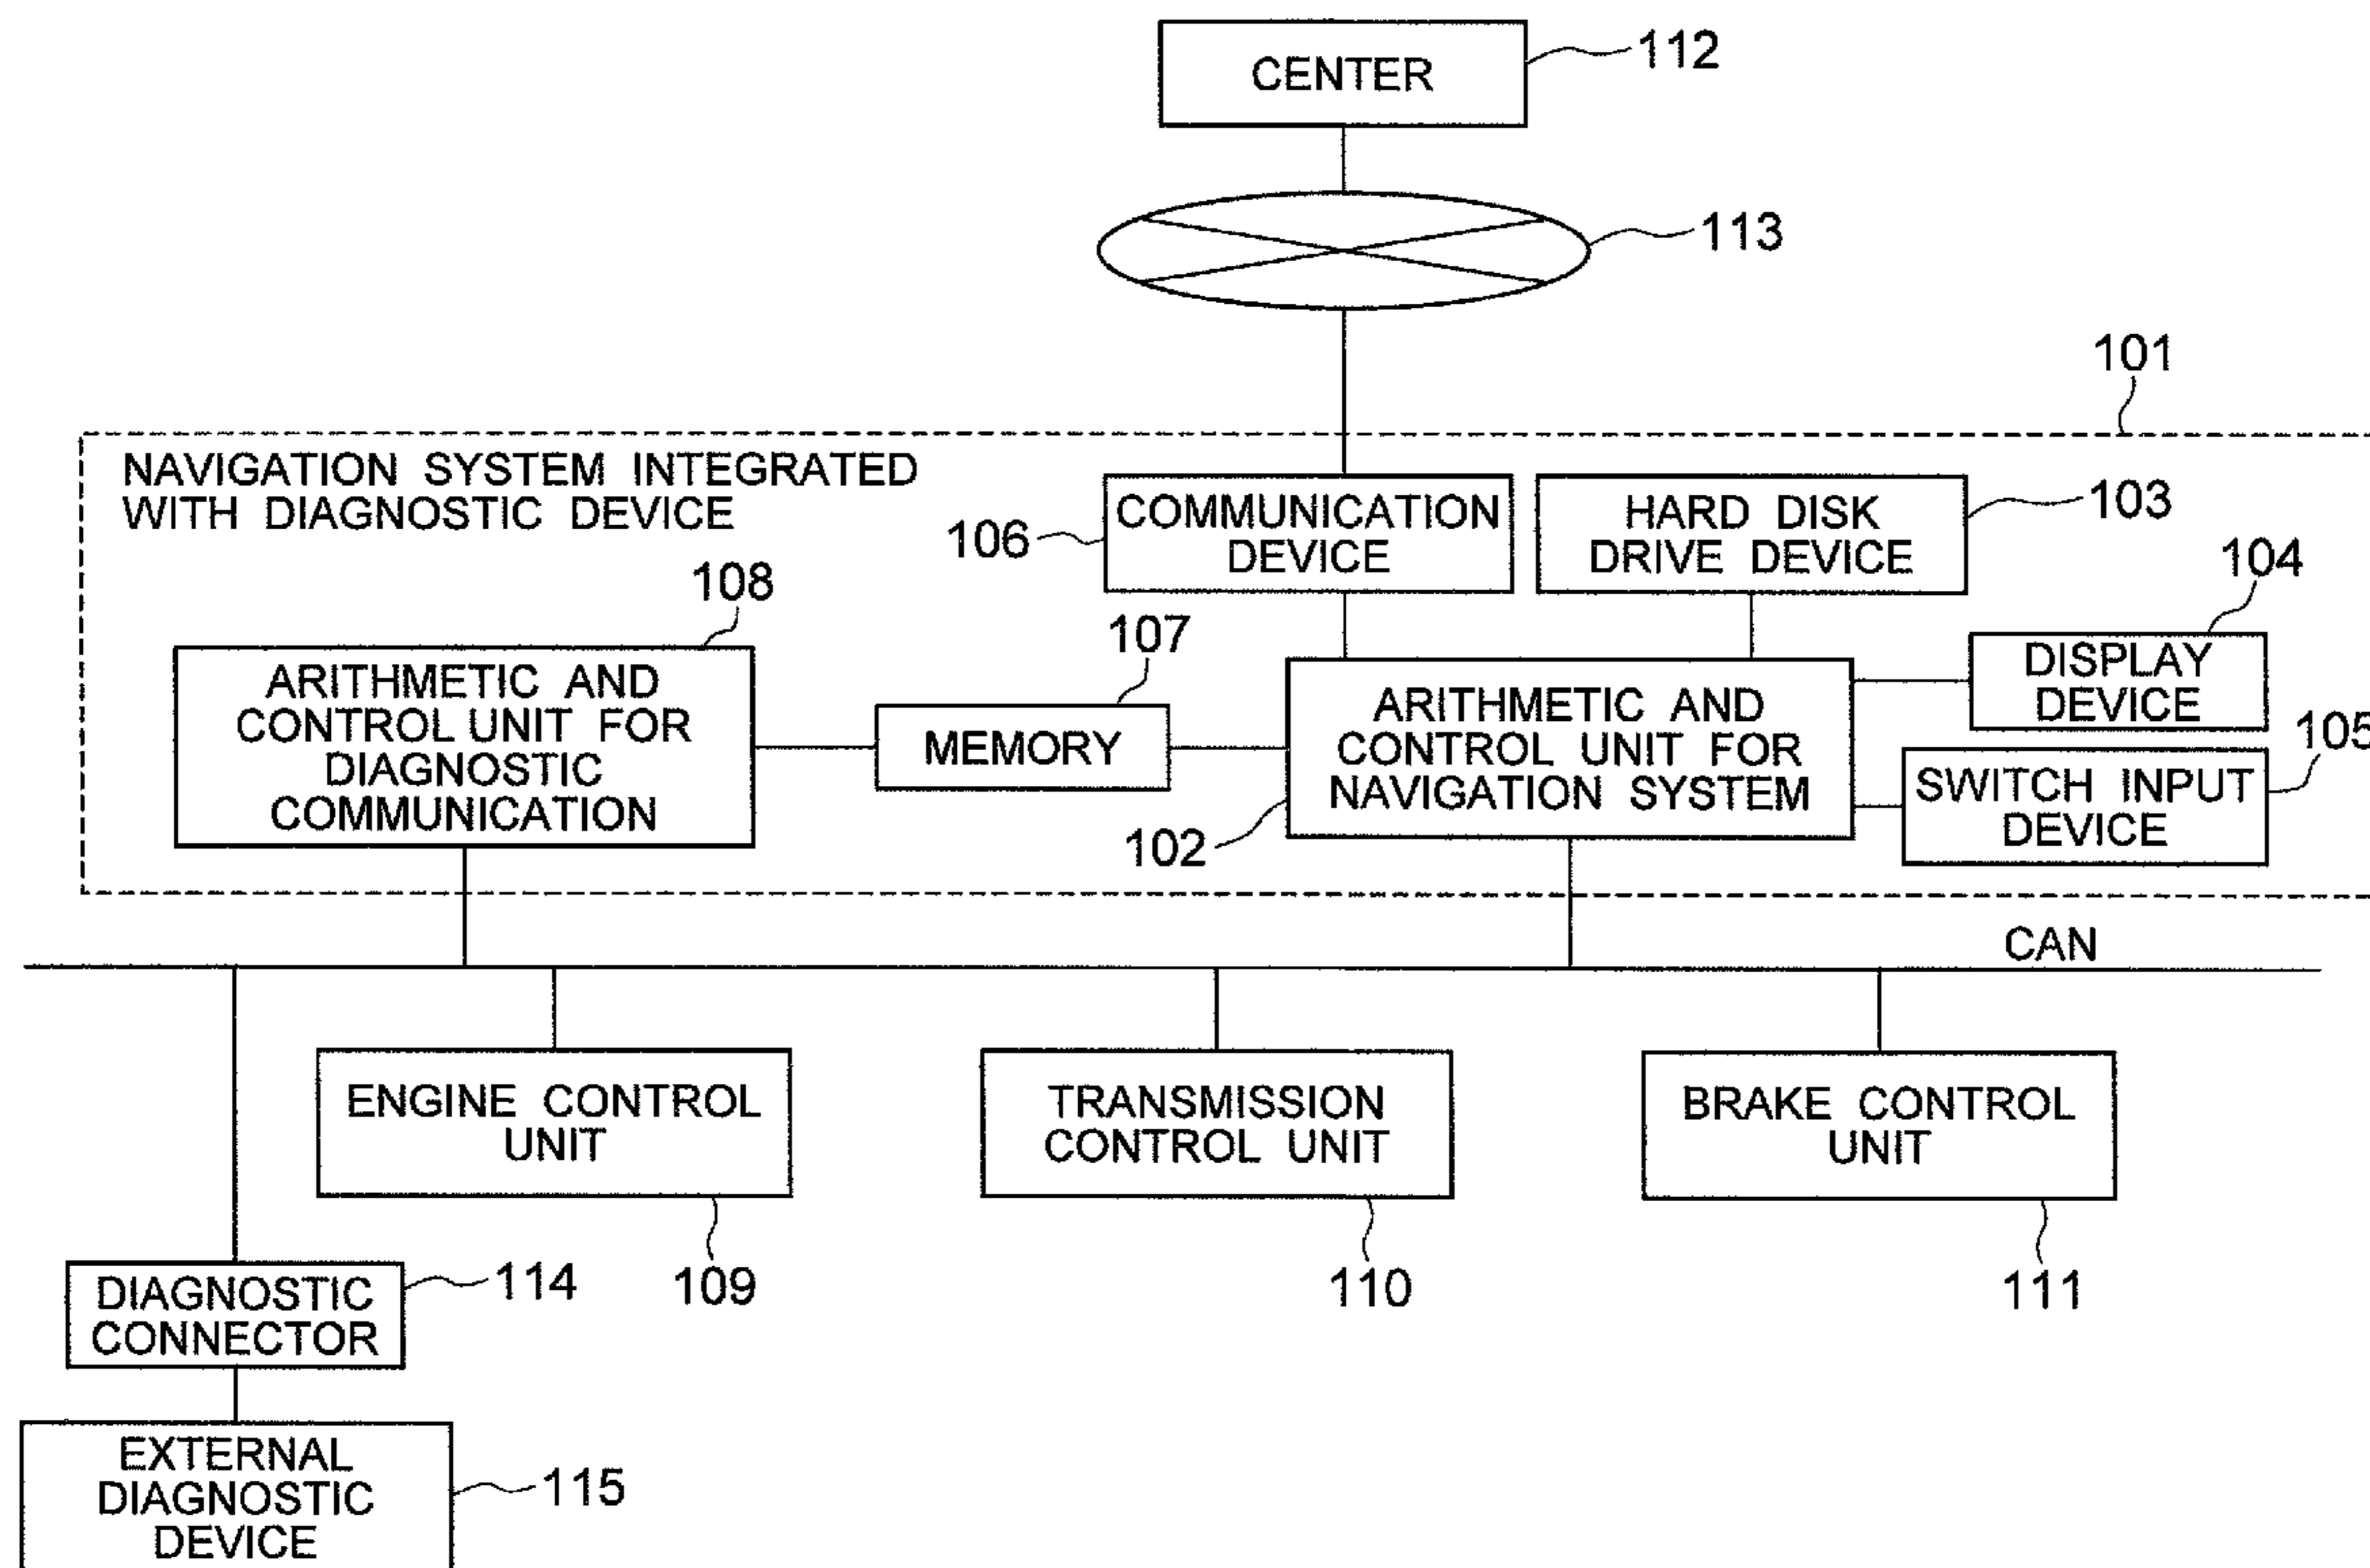 CENTER
112
113
101
NAVIGATION SYSTEM INTEGRATED
WITH DIAGNOSTIC DEVICE
106
COMMUNICATION
DEVICE
HARD DISK
DRIVE DEVICE
103
104
108
107
ARITHMETIC AND
CONTROL UNIT FOR
DIAGNOSTIC
COMMUNICATION
MEMORY
ARITHMETIC AND
CONTROL UNIT FOR
NAVIGATION SYSTEM
102
DISPLAY
DEVICE
105
SWITCH INPUT
DEVICE
CAN
ENGINE CONTROL
UNIT
109
TRANSMISSION
CONTROL UNIT
110
BRAKE CONTROL
UNIT
111
DIAGNOSTIC
CONNECTOR
114
EXTERNAL
DIAGNOSTIC
DEVICE
115